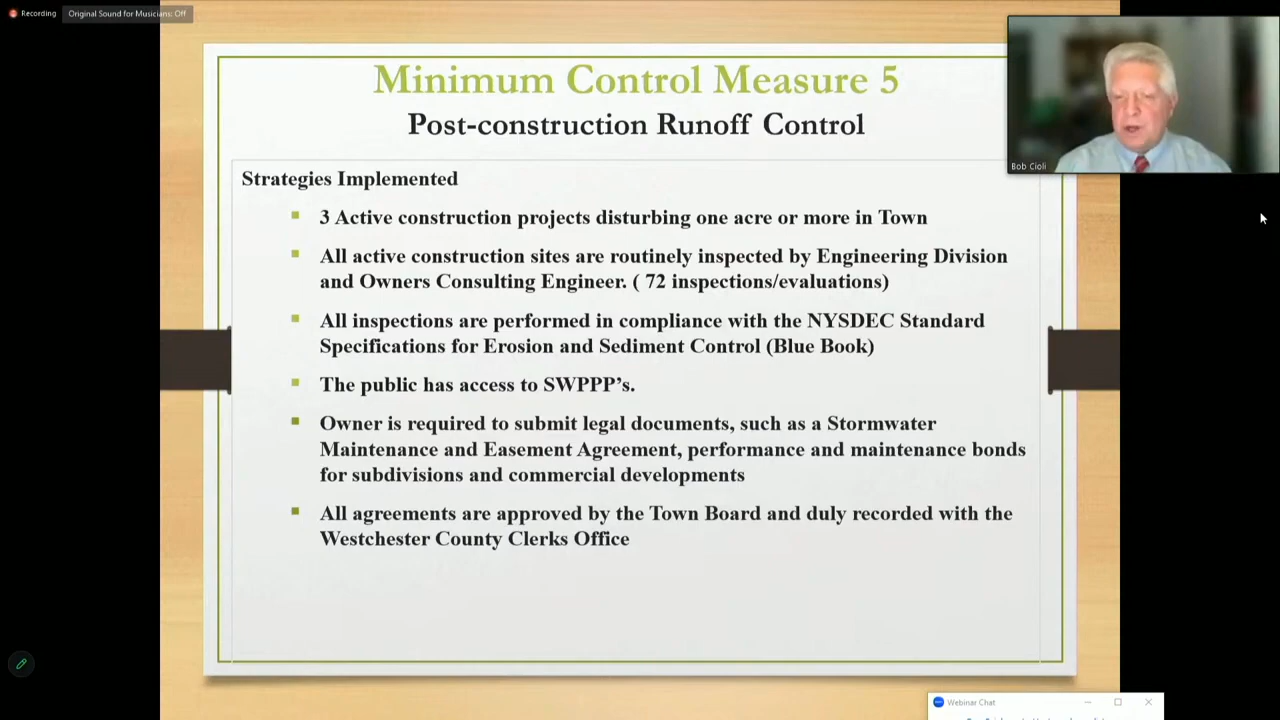 Recording
Original Sound for Musicians: Off
Minimum Control Measure 5
Post-construction Runoff Control
Bob Cioli
Strategies Implemented
3 Active construction projects disturbing one acre or more in Town
All active construction sites are routinely inspected by Engineering Division
and Owners Consulting Engineer. ( 72 inspections/evaluations)
All inspections are performed in compliance with the NYSDEC Standard
Specifications for Erosion and Sediment Control (Blue Book)
The public has access to SWPPP’s.
Owner is required to submit legal documents, such as a Stormwater
Maintenance and Easement Agreement, performance and maintenance bonds
for subdivisions and commercial developments
All agreements are approved by the Town Board and duly recorded with the
Westchester County Clerks Office
Webinar Chat